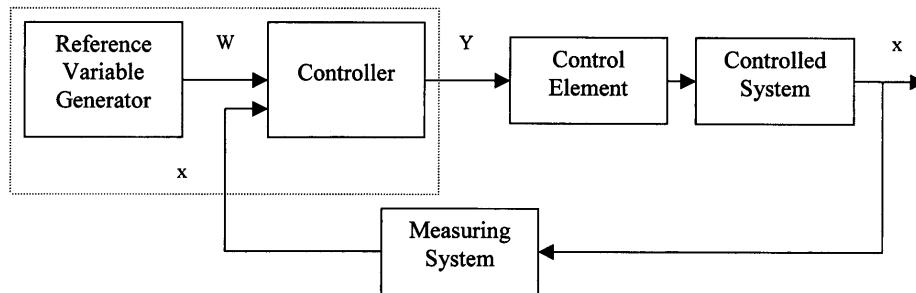 Reference
Variable
Generator
W
Controller
Y
Control
Element
Controlled
System
x
x
Measuring
System